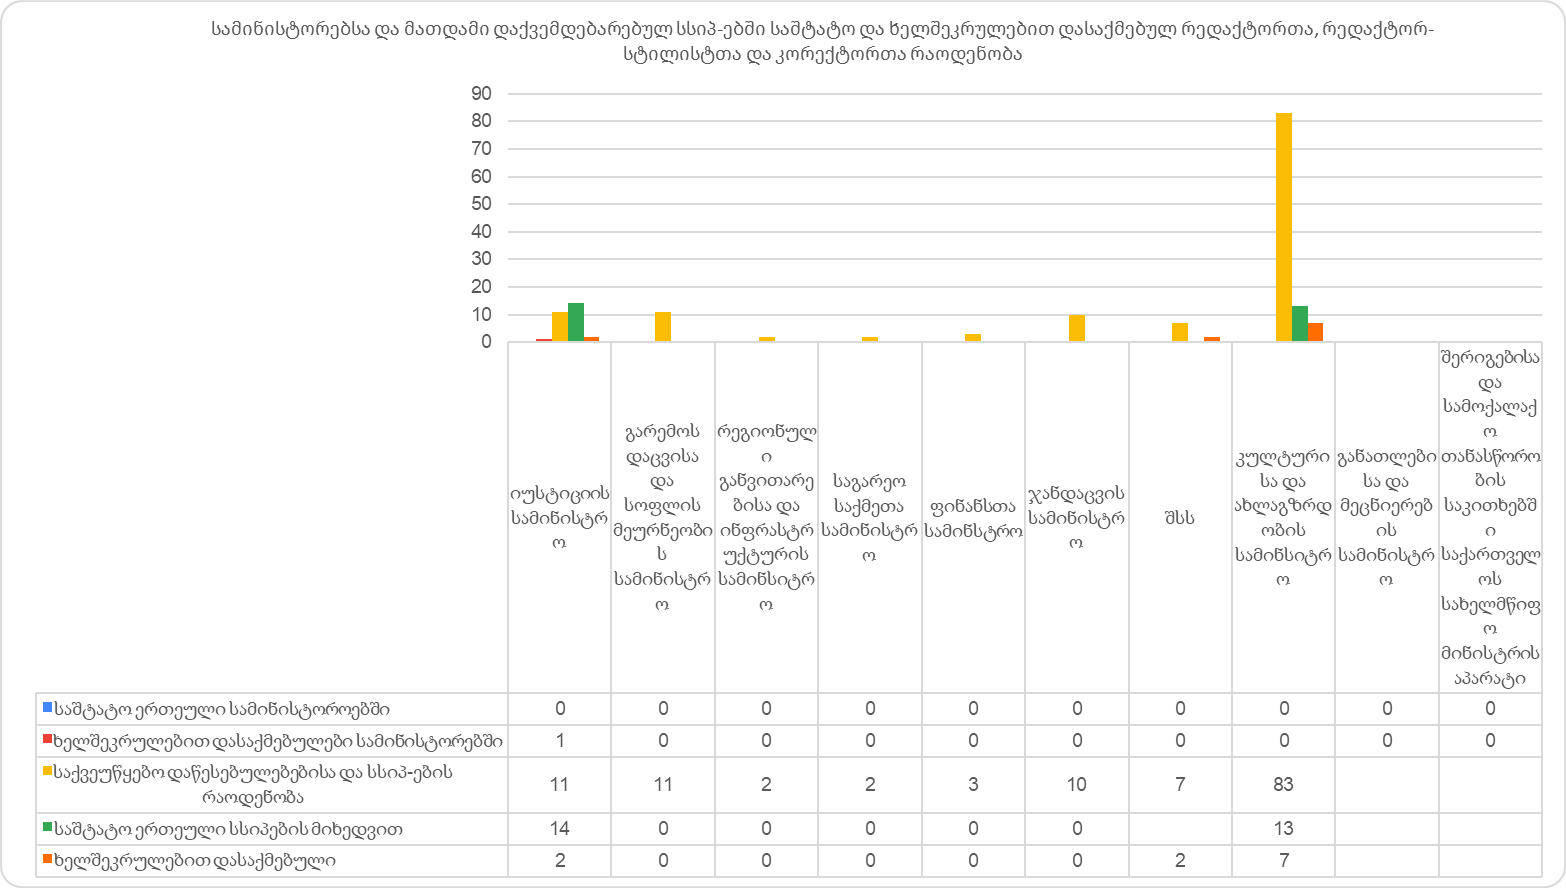 სამინისტორებსა და მათდამი დაქვემდებარებულ სსიპ-ებში საშტატო და ხელშეკრულებით დასაქმებულ რედაქტორთა, რედაქტორ-
სტილისტთა და კორექტორთა რაოდენობა
90
80
70
60
50
40
30
20
10
0
იუსტიციის
სამინისტრ
ო
გარემოს
დაცვისა
და
სოფლის
მეურნეობი
ს
სამინისტრ
ო
რეგიონულ
ი
განვითარე
ბისა და
ინფრასტრ
უქტურის
სამინსიტრ
ო
საგარეო
საქმეთა
სამინისტრ
ო
ფინანსთა
სამინსტრო
ჯანდაცვის
სამინისტრ
ო
შსს
კულტური
სა და
ახლაგზრდ
ობის
სამინსიტრ
ო
განათლები
სა და
მეცნიერებ
ის
სამინისტრ
ო
შერიგებისა
და
სამოქალაქ
ო
თანასწორო
ბის
საკითხებშ
ი
საქართველ
ოს
სახელმწიფ
ო
მინისტრის
აპარატი
საშტატო ერთეული სამინისტოროებში 0 0 0 0 0 0 0 0 0 0
ხელშეკრულებით დასაქმებულები სამინისტორებში 1 0 0 0 0 0 0 0 0 0
საქვეუწყებო დაწესებულებებისა და სსიპ-ების
რაოდენობა 11 11 2 2 3 10 7 83
საშტატო ერთეული სსიპების მიხედვით 14 0 0 0 0 0 13
ხელშეკრულებით დასაქმებული 2 0 0 0 0 0 2 7